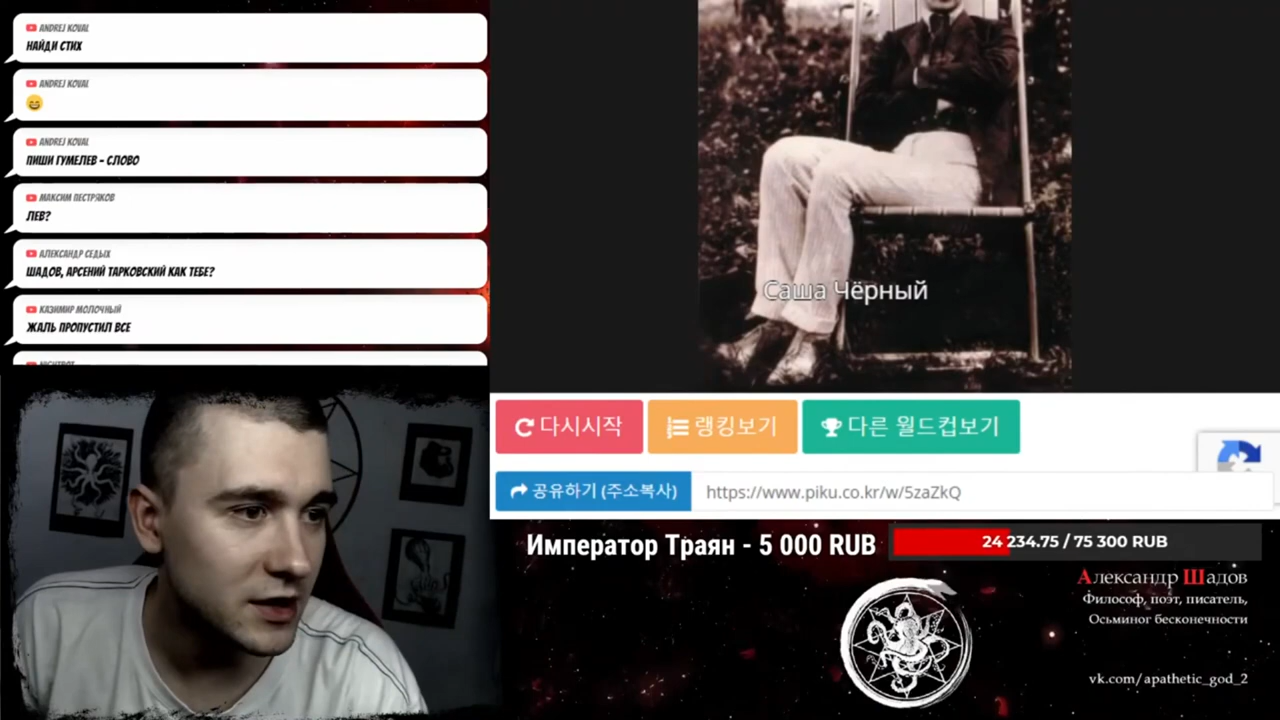 ANDREJ KOVAL
НАЙДИ СТИХ
ANDREJ KOVAL
😄
ANDREJ KOVAL
ПИШИ ГУМЕЛЕВ - СЛОВО
МАКСИМ ПЕСТРЯКОВ
ЛЕВ?
АЛЕКСАНДР СЕДЫХ
ШАДОВ, АРСЕНИЙ ТАРКОВСКИЙ КАК ТЕБЕ?
КАЗИМИР МОЛОЧНЫЙ
ЖАЛЬ ПРОПУСТИЛ ВСЕ
NIGHTBOT
Саша Чёрный
다시시작
랭킹보기
다른 월드컵보기
공유하기 (주소복사)
https://www.piku.co.kr/w/5zaZkQ
Император Траян - 5 000 RUB
24 234.75 / 75 300 RUB
Александр Шадов
Философ, поэт, писатель,
Осьминог бесконечности
vk.com/apathetic_god_2